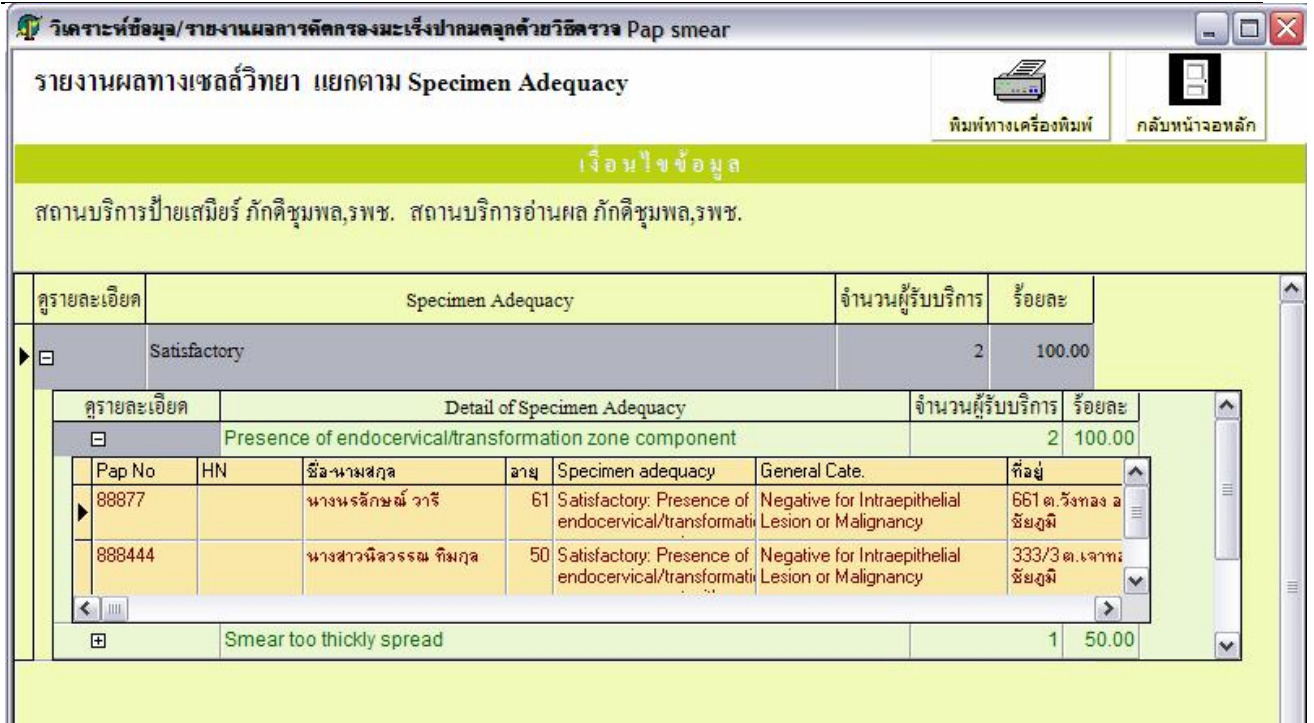 วิเคราะห์ข้อมูล/รายงานผลการคัดกรองมะเร็งปากมดลูกด้วยวิธีตรวจ Pap smear
รายงานผลทางเซลล์วิทยา แยกตาม Specimen Adequacy
พิมพ์ทางเครื่องพิมพ์ กลับหน้าจอหลัก
เงื่อนไขข้อมูล
สถานบริการป้ายเสมียร์ ภักดีชุมพล,รพช. สถานบริการอ่านผล ภักดีชุมพล,รพช.
ดูรายละเอียด Specimen Adequacy จำนวนผู้รับบริการ ร้อยละ
Satisfactory 2 100.00
ดูรายละเอียด Detail of Specimen Adequacy จำนวนผู้รับบริการ ร้อยละ
Presence of endocervical/transformation zone component 2 100.00
Pap No HN ชื่อ-นามสกุล อายุ Specimen adequacy General Cate. ที่อยู่
88877 นางนรลักษณ์ วารี 61 Satisfactory: Presence of Negative for Intraepithelial 661 ต.วังทอง อ
endocervical/transformati Lesion or Malignancy ชัยภูมิ
888444 นางสาวนิลวรรณ ทิมกุล 50 Satisfactory: Presence of Negative for Intraepithelial 333/3 ต.เจาท
endocervical/transformati Lesion or Malignancy ชัยภูมิ
Smear too thickly spread 1 50.00